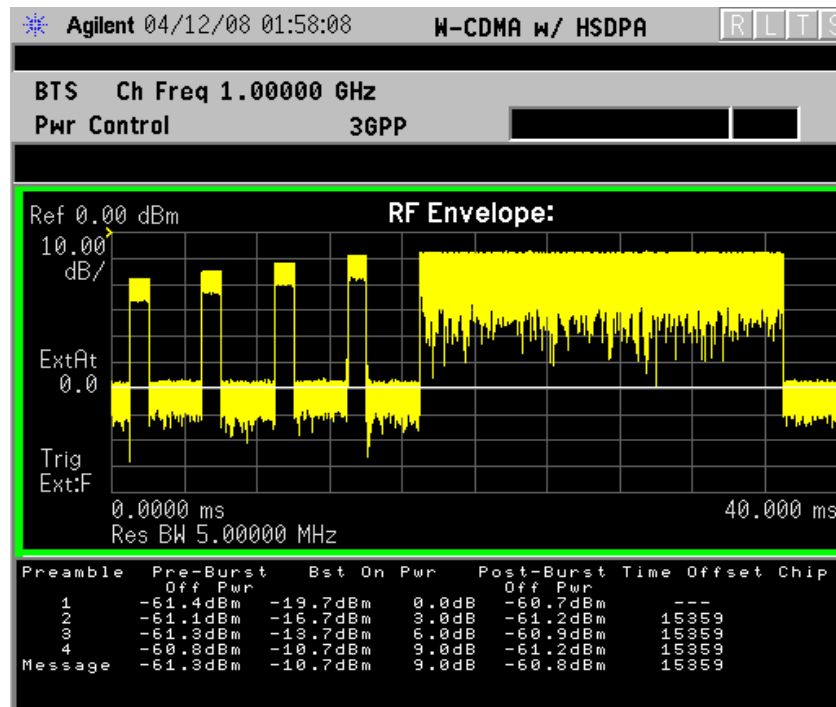 Agilent 04/12/08 01:58:08 W-CDMA w/ HSDPA R L T S
BTS Ch Freq 1.00000 GHz
Pwr Control 3GPP
Ref 0.00 dBm RF Envelope:
10.00
dB/
ExtAt
0.0
Trig
Ext:F
0.0000 ms 40.000 ms
Res BW 5.00000 MHz
Preamble Pre-Burst Bst On Pwr Post-Burst Time Offset Chip
Off Pwr Off Pwr
1 -61.4dBm -19.7dBm 0.0dB -60.7dBm ---
2 -61.1dBm -16.7dBm 3.0dB -61.2dBm 15359
3 -61.3dBm -13.7dBm 6.0dB -60.9dBm 15359
4 -60.8dBm -10.7dBm 9.0dB -61.2dBm 15359
Message -61.3dBm -10.7dBm 9.0dB -60.8dBm 15359